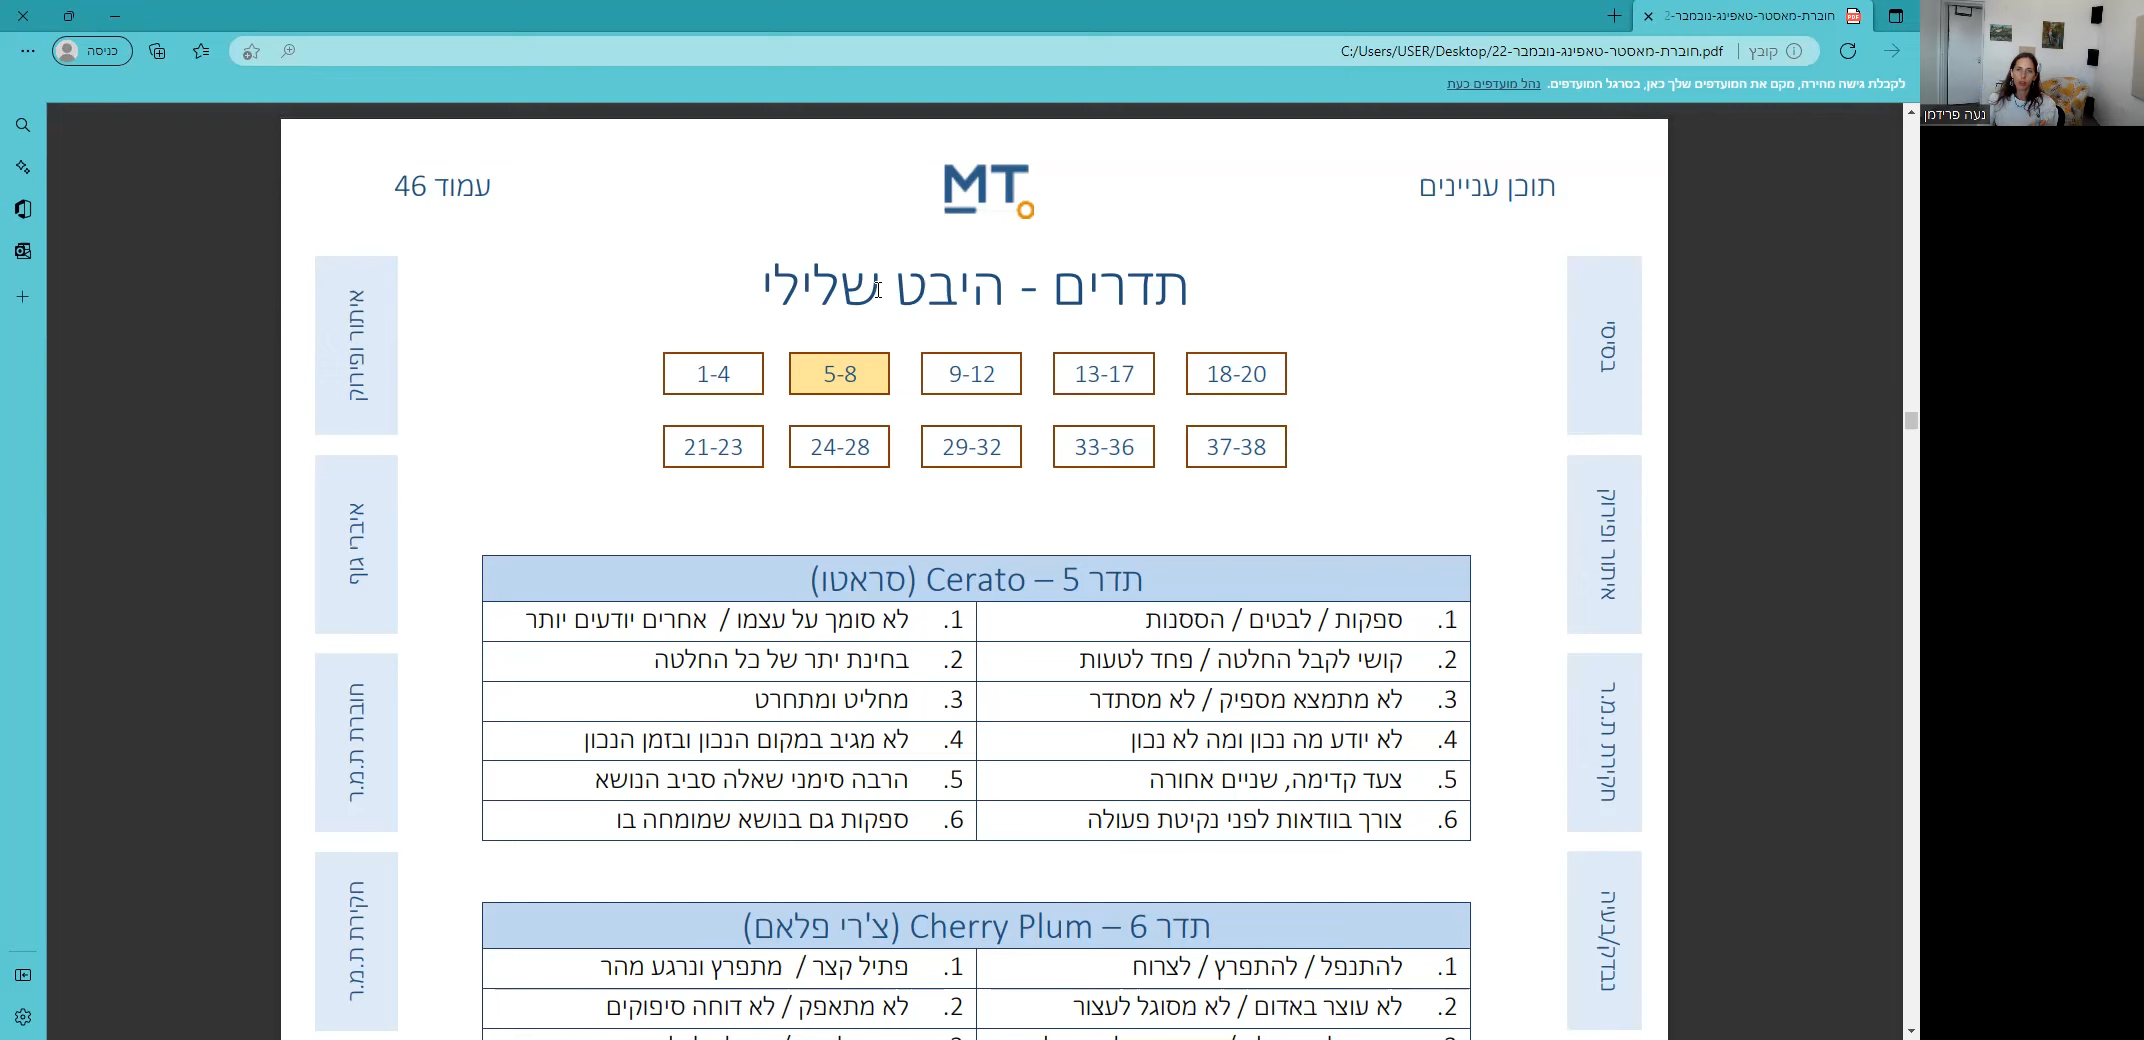 חוברת-מאסטר-טאפינג-נובמבר-2
כניסה
קובץ
C:/Users/USER/Desktop/חוברת-מאסטר-טאפינג-נובמבר-22.pdf
לקבלת גישה מהירה, מקם את המועדפים שלך כאן, בסרגל המועדפים. נהל מועדפים כעת
נעה פרידמן
תוכן עניינים
MT
עמוד 46
תדרים - היבט שלילי
1-4 5-8 9-12 13-17 18-20
21-23 24-28 29-32 33-36 37-38
בסיסי
איתור ופירוק
חקירת ת.מ.ר
נבדק/בעיה
איתור ופירוק
איברי גוף
חוברת ת.מ.ר
חקירת ת.מ.ר
תדר 5 – Cerato (סראטו)
1. ספקות / לבטים / הססנות
1. לא סומך על עצמו / אחרים יודעים יותר
2. קושי לקבל החלטה / פחד לטעות
2. בחינת יתר של כל החלטה
3. לא מתמצא מספיק / לא מסתדר
3. מחליט ומתחרט
4. לא יודע מה נכון ומה לא נכון
4. לא מגיב במקום הנכון ובזמן הנכון
5. צעד קדימה, שניים אחורה
5. הרבה סימני שאלה סביב הנושא
6. צורך בוודאות לפני נקיטת פעולה
6. ספקות גם בנושא שמומחה בו
תדר 6 – Cherry Plum (צ'רי פלאם)
1. להתנפל / להתפרץ / לצרוח
1. פתיל קצר / מתפרץ ונרגע מהר
2. לא עוצר באדום / לא מסוגל לעצור
2. לא מתאפק / לא דוחה סיפוקים